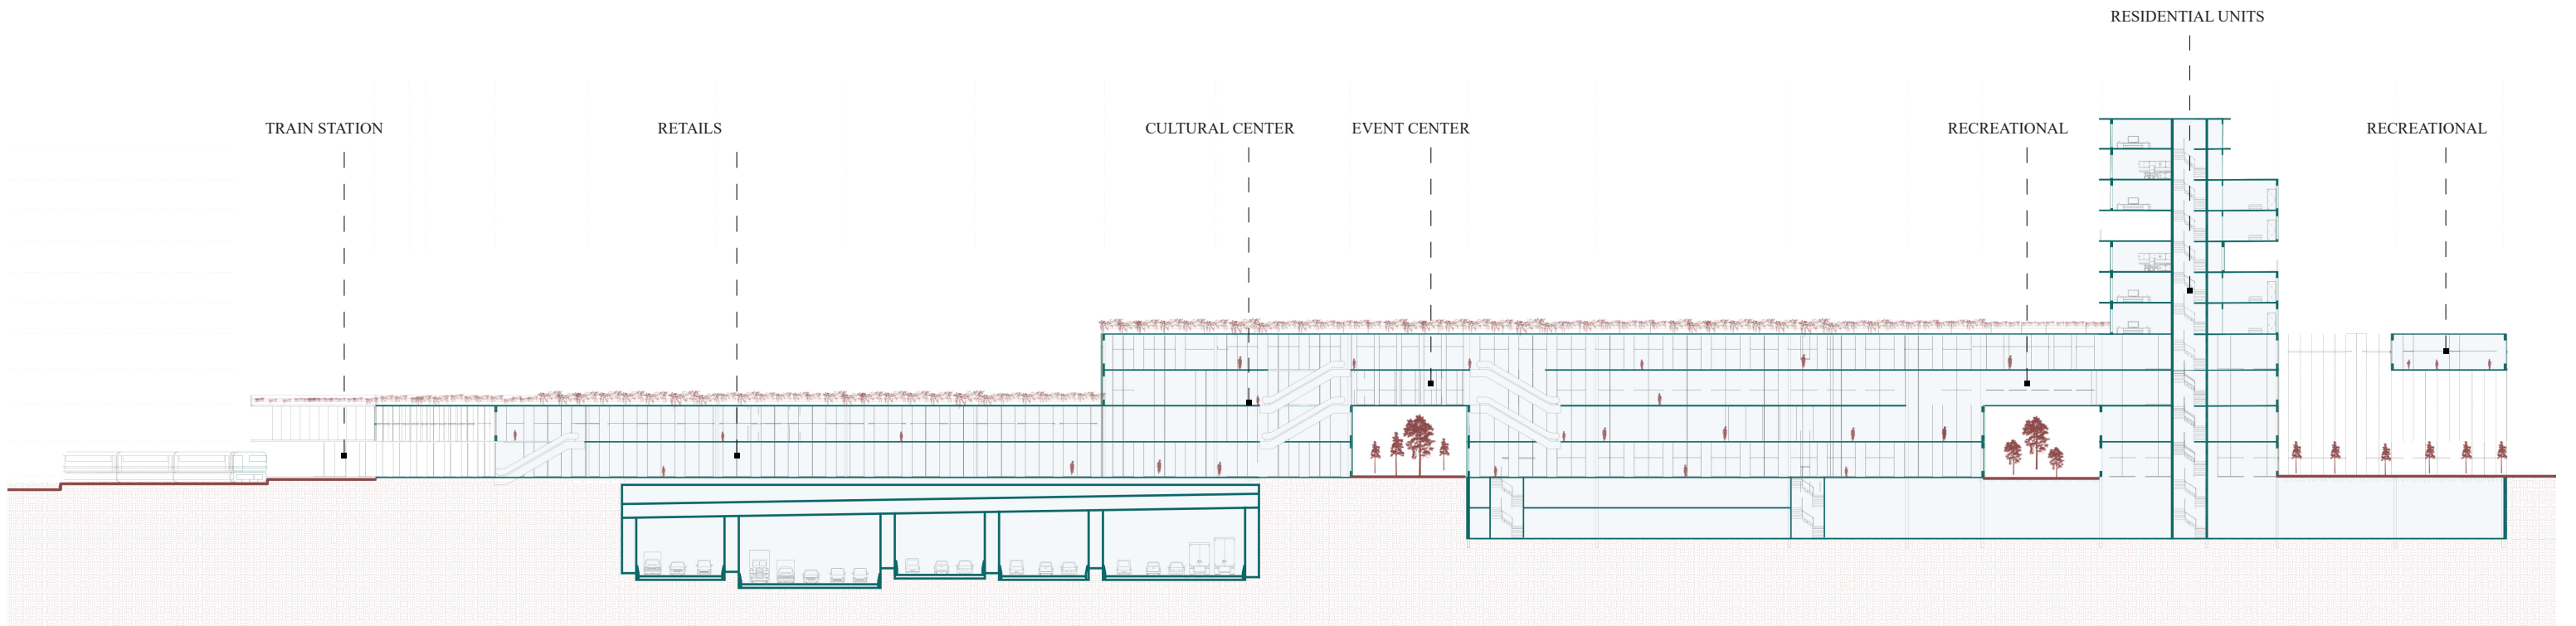 RESIDENTIAL UNITS
TRAIN STATION
RETAILS
CULTURAL CENTER
EVENT CENTER
RECREATIONAL
RECREATIONAL